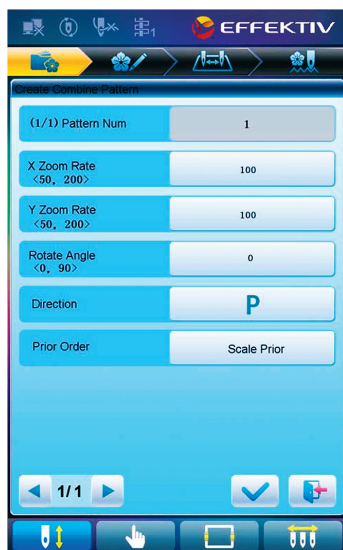 EFFEKTIV
1
Create Combine Pattern
(1/1) Pattern Num
1
X Zoom Rate
<50, 200>
100
Y Zoom Rate
<50, 200>
100
Rotate Angle
<0, 90>
0
Direction
P
Prior Order
Scale Prior
1/1